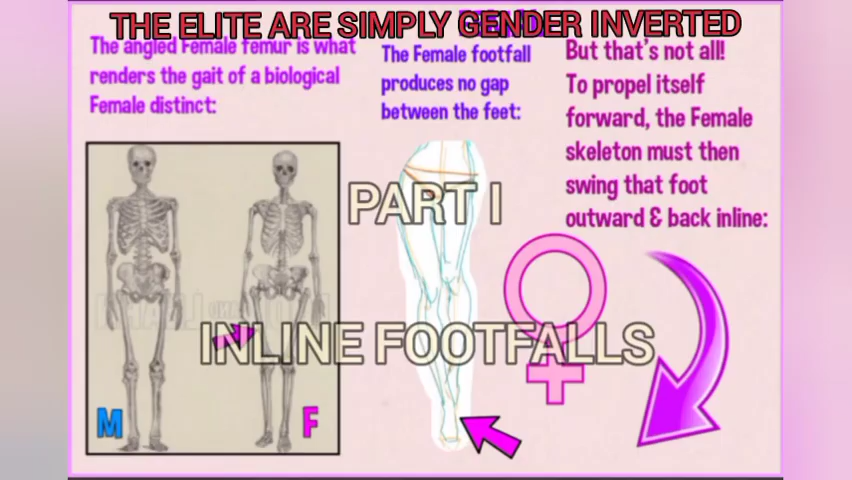 THE ELITE ARE SIMPLY GENDER INVERTED
The angled Female femur is what
renders the gait of a biological
Female distinct:
The Female footfall
produces no gap
between the feet:
But that's not all!
To propel itself
forward, the Female
skeleton must then
swing that foot
outward & back inline:
PART I
INLINE FOOTFALLS
M
F